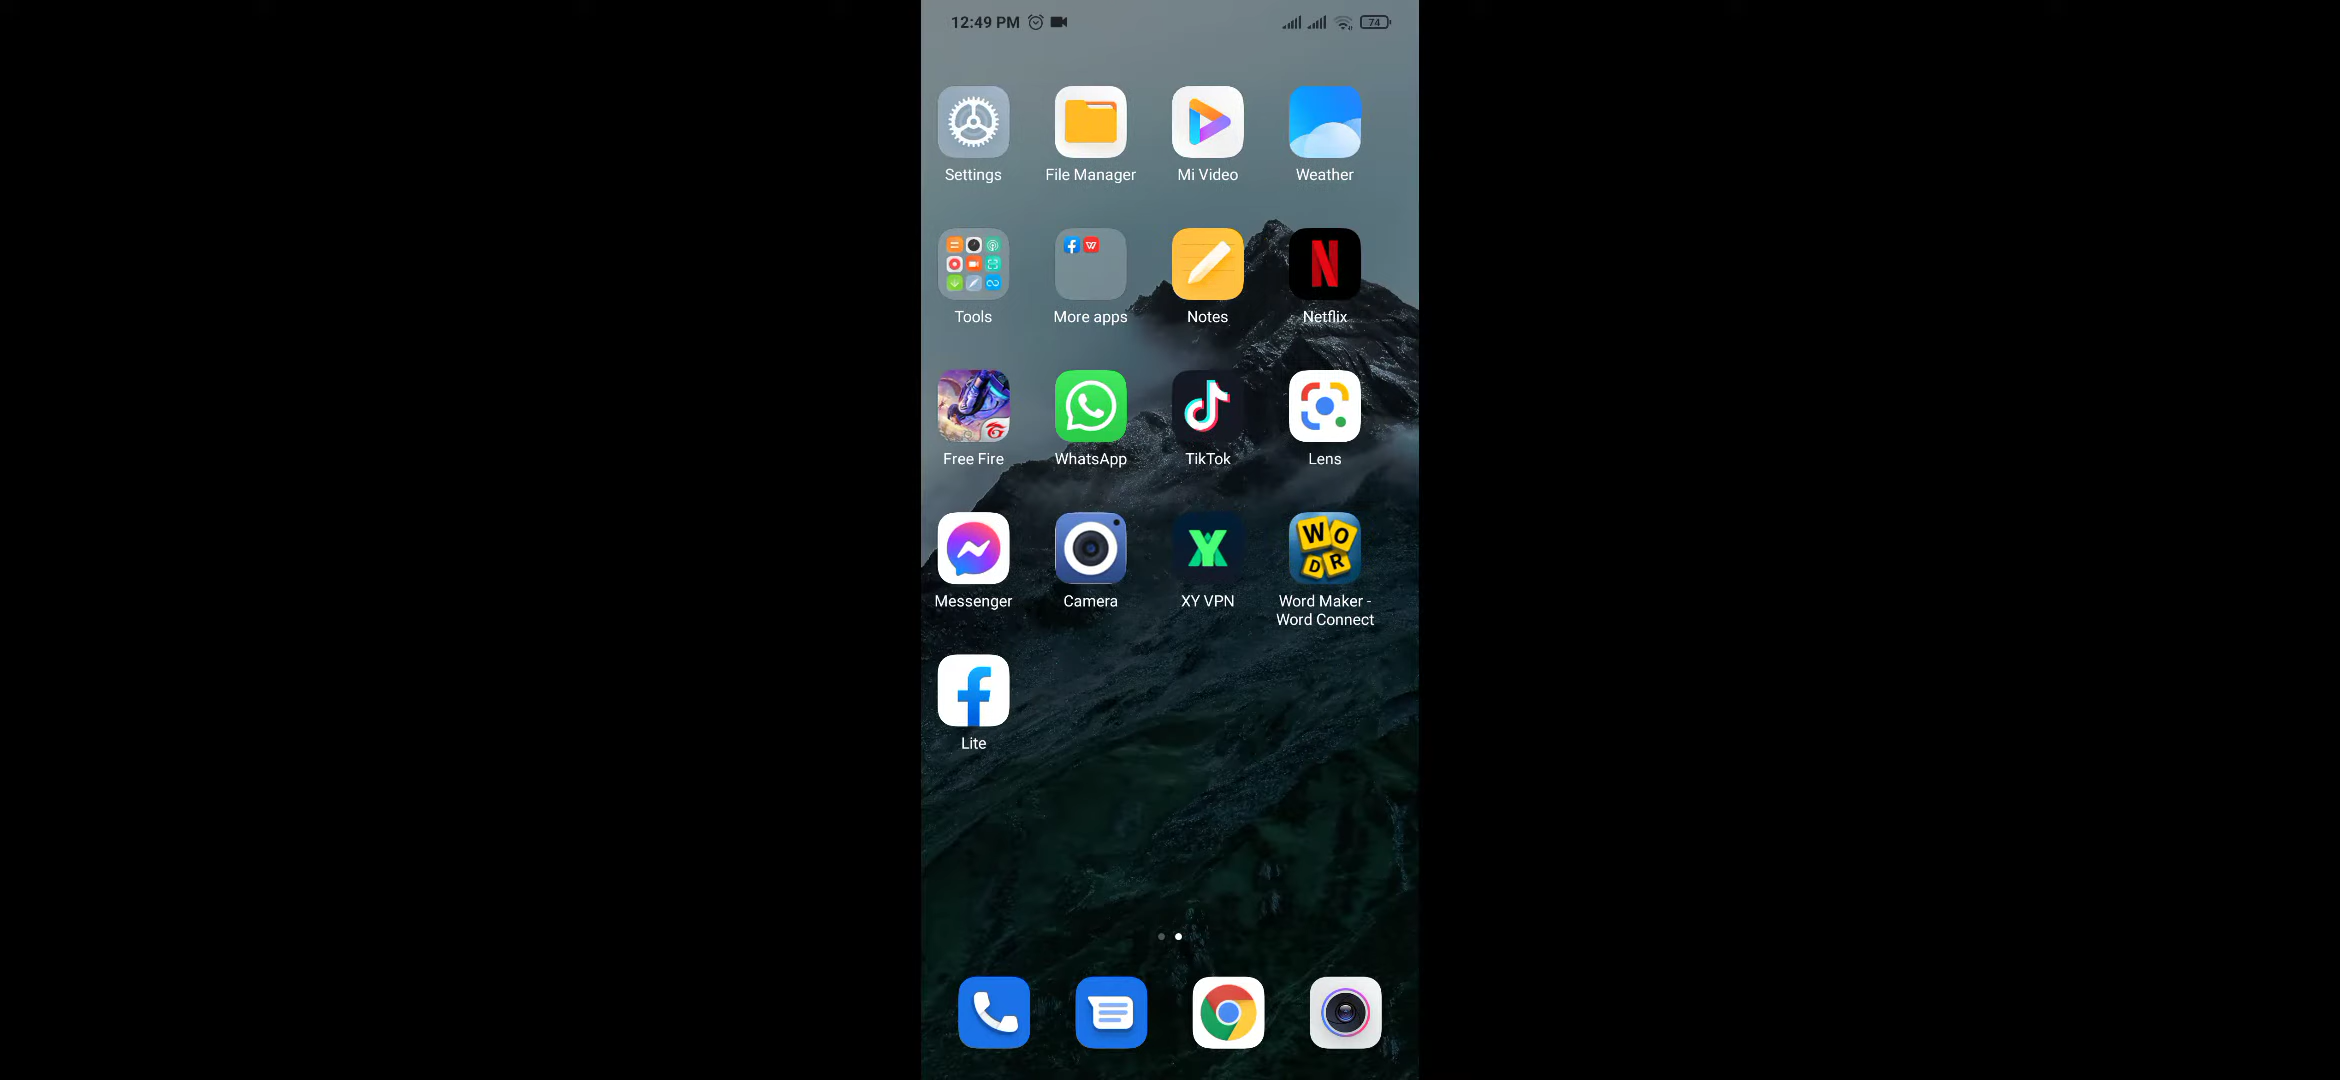 12:49 PM
74
Settings
File Manager
Mi Video
Weather
Tools
More apps
Notes
Netflix
Free Fire
WhatsApp
TikTok
Lens
Messenger
Camera
XY VPN
Word Maker -
Word Connect
Lite